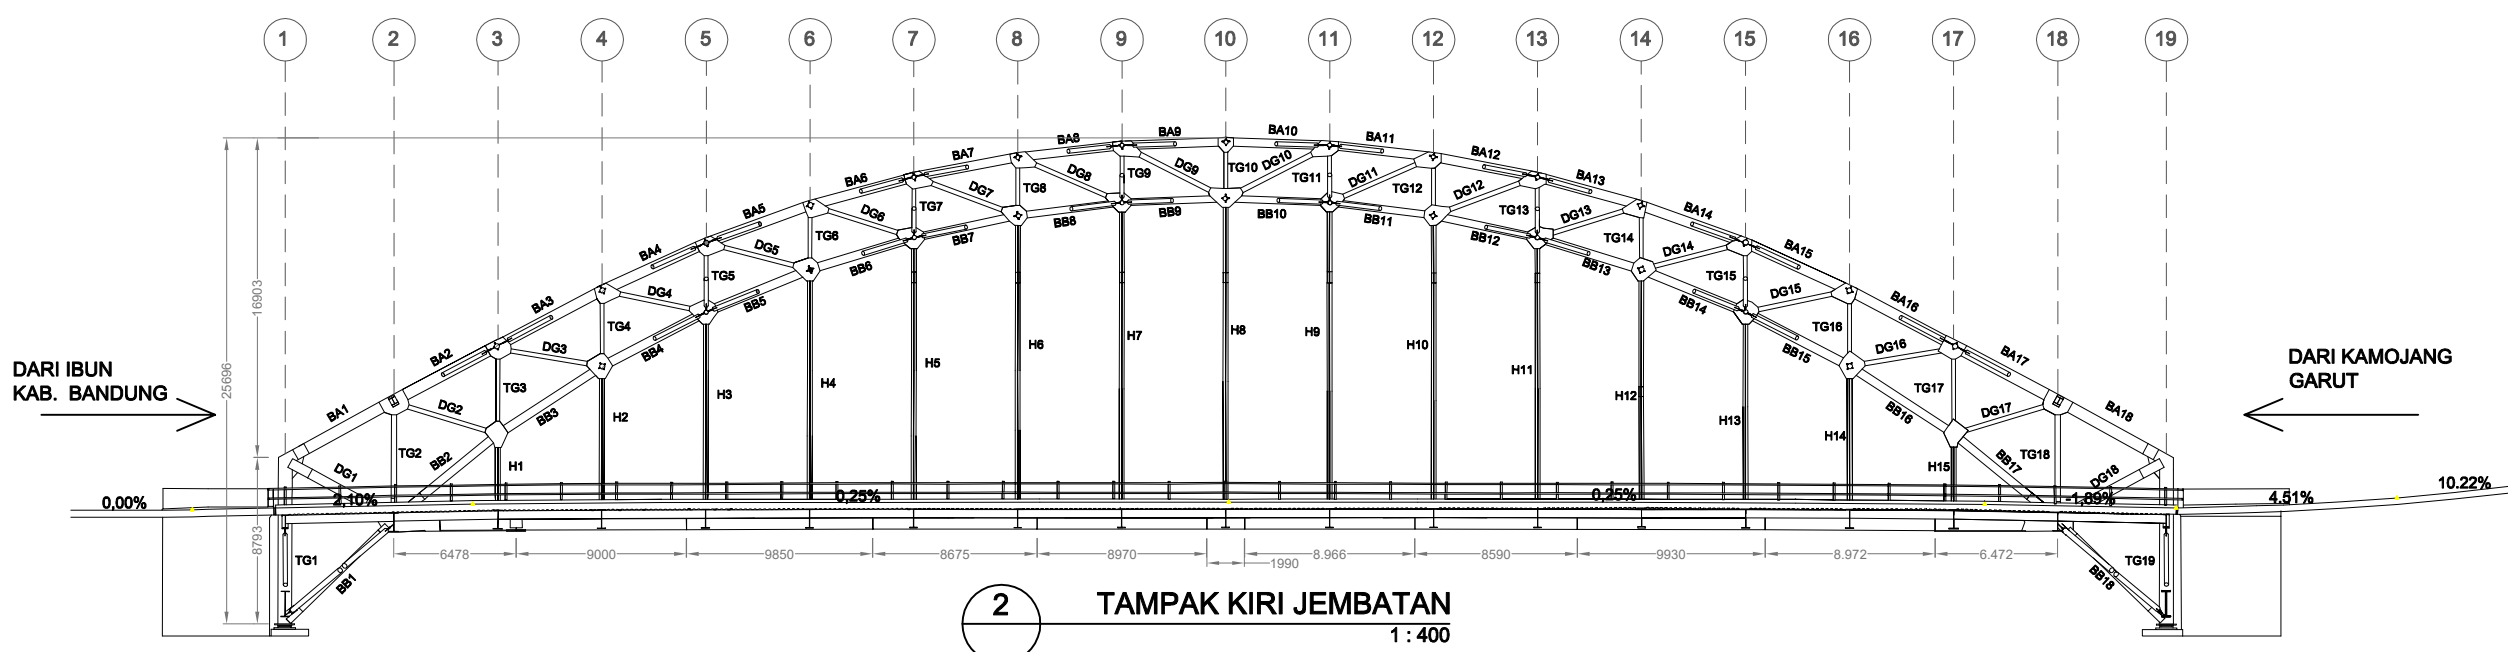 1 2 3 4 5 6 7 8 9 10 11 12 13 14 15 16 17 18 19
BA1 BA2 BA3 BA4 BA5 BA6 BA7 BA8 BA9 BA10 BA11 BA12 BA13 BA14 BA15 BA16 BA17 BA18
DG1 DG2 DG3 DG4 DG5 DG6 DG7 DG8 DG9 DG10 DG11 DG12 DG13 DG14 DG15 DG16 DG17 DG18
TG1 TG2 TG3 TG4 TG5 TG6 TG7 TG8 TG9 TG10 TG11 TG12 TG13 TG14 TG15 TG16 TG17 TG18 TG19
BB1 BB2 BB3 BB4 BB5 BB6 BB7 BB8 BB9 BB10 BB11 BB12 BB13 BB14 BB15 BB16 BB17 BB18
H1 H2 H3 H4 H5 H6 H7 H8 H9 H10 H11 H12 H13 H14 H15
25696
16903
8793
DARI IBUN
KAB. BANDUNG
DARI KAMOJANG
GARUT
0,00% 2,10% 0,25% 0,25% -1,89% 4.51% 10.22%
6478 9000 9850 8675 8970 1990 8.966 8590 9930 8.972 6.472
2 TAMPAK KIRI JEMBATAN
1 : 400